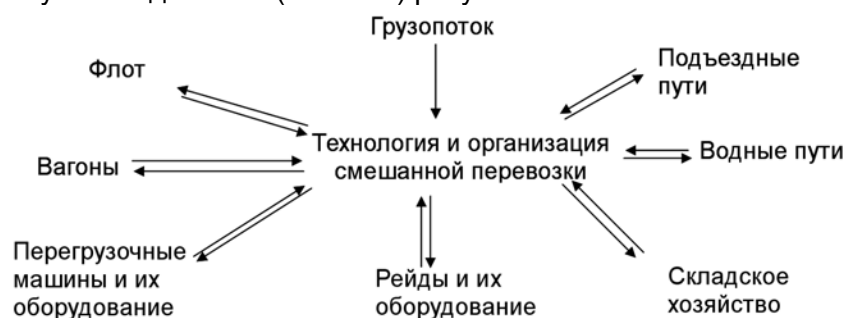 Грузопоток
Флот
Подъездные
пути
Технология и организация
смешанной перевозки
Вагоны
Водные пути
Перегрузочные
машины и их
оборудование
Рейды и их
оборудование
Складское
хозяйство